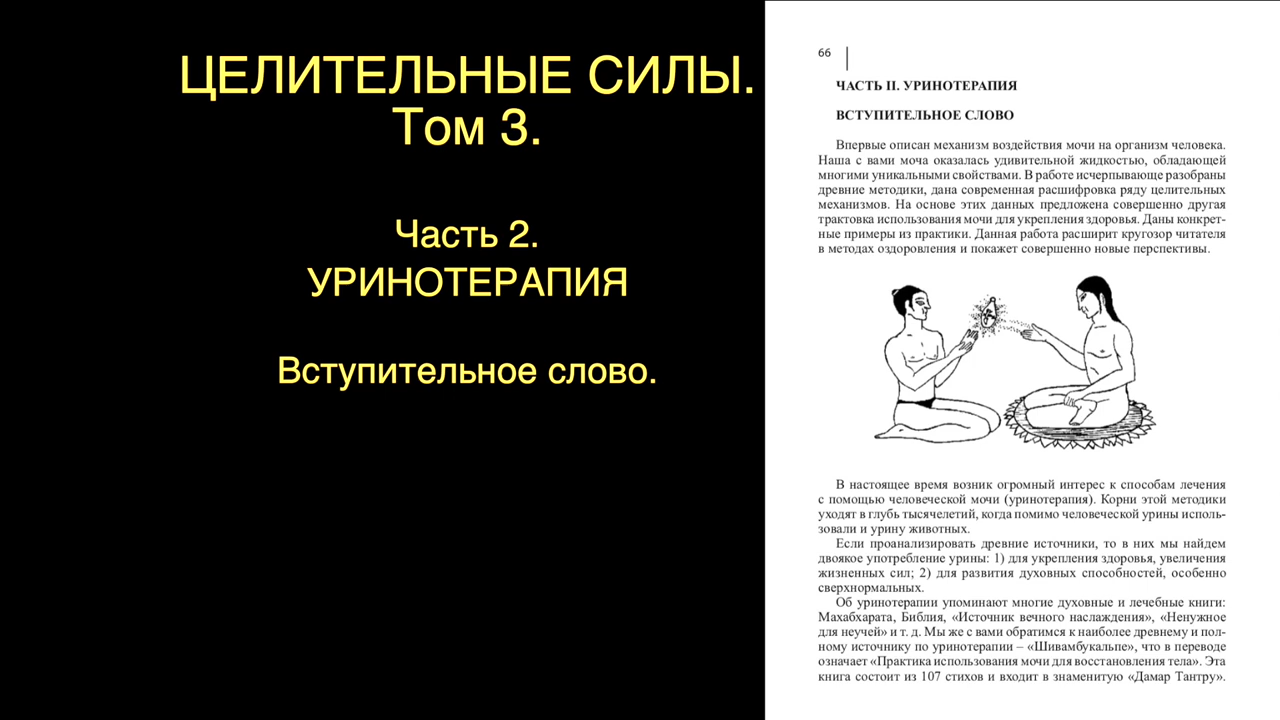 ЦЕЛИТЕЛЬНЫЕ СИЛЫ.
Том 3.
Часть 2.
УРИНОТЕРАПИЯ
Вступительное слово.
66
ЧАСТЬ II. УРИНОТЕРАПИЯ
ВСТУПИТЕЛЬНОЕ СЛОВО
Впервые описан механизм воздействия мочи на организм человека.
Наша с вами моча оказалась удивительной жидкостью, обладающей
многими уникальными свойствами. В работе исчерпывающе разобраны
древние методики, дана современная расшифровка ряду целительных
механизмов. На основе этих данных предложена совершенно другая
трактовка использования мочи для укрепления здоровья. Даны конкрет-
ные примеры из практики. Данная работа расширит кругозор читателя
в методах оздоровления и покажет совершенно новые перспективы.
В настоящее время возник огромный интерес к способам лечения
с помощью человеческой мочи (уринотерапия). Корни этой методики
уходят в глубь тысячелетий, когда помимо человеческой урины исполь-
зовали и урину животных.
Если проанализировать древние источники, то в них мы найдем
двоякое употребление урины: 1) для укрепления здоровья, увеличения
жизненных сил; 2) для развития духовных способностей, особенно
сверхнормальных.
Об уринотерапии упоминают многие духовные и лечебные книги:
Махабхарата, Библия, «Источник вечного наслаждения», «Ненужное
для неучей» и т. д. Мы же с вами обратимся к наиболее древнему и пол-
ному источнику по уринотерапии – «Шивамбукальпе», что в переводе
означает «Практика использования мочи для восстановления тела». Эта
книга состоит из 107 стихов и входит в знаменитую «Дамар Тантру».